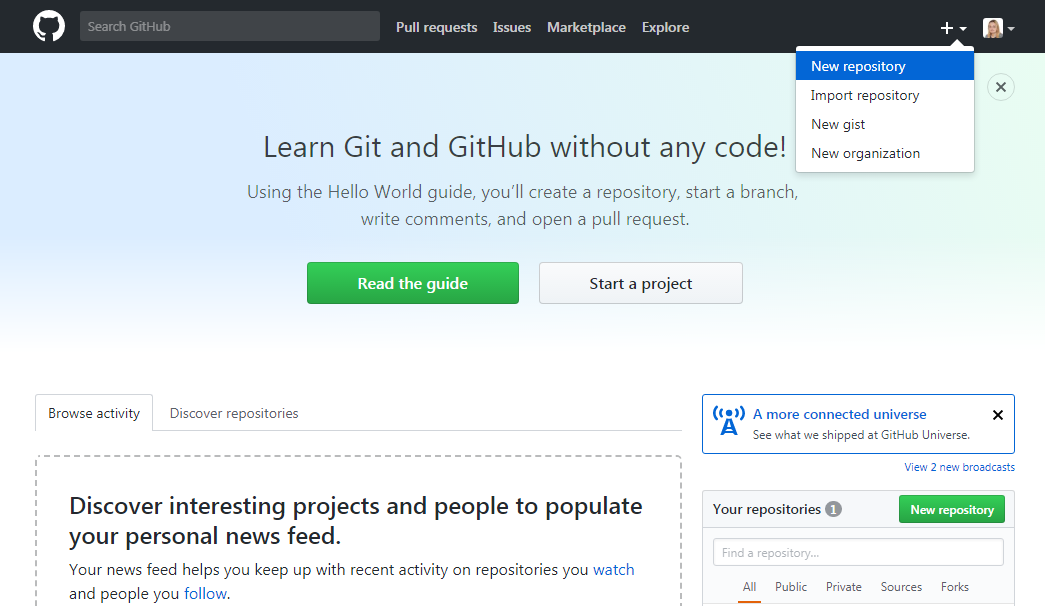 Search GitHub
Pull requests
Issues
Marketplace
Explore
New repository
Import repository
New gist
New organization
Learn Git and GitHub without any code!
Using the Hello World guide, you’ll create a repository, start a branch,
write comments, and open a pull request.
Read the guide
Start a project
Browse activity
Discover repositories
A more connected universe
See what we shipped at GitHub Universe.
View 2 new broadcasts
Discover interesting projects and people to populate
your personal news feed.
Your news feed helps you keep up with recent activity on repositories you watch
and people you follow.
Your repositories 1
New repository
Find a repository...
All
Public
Private
Sources
Forks